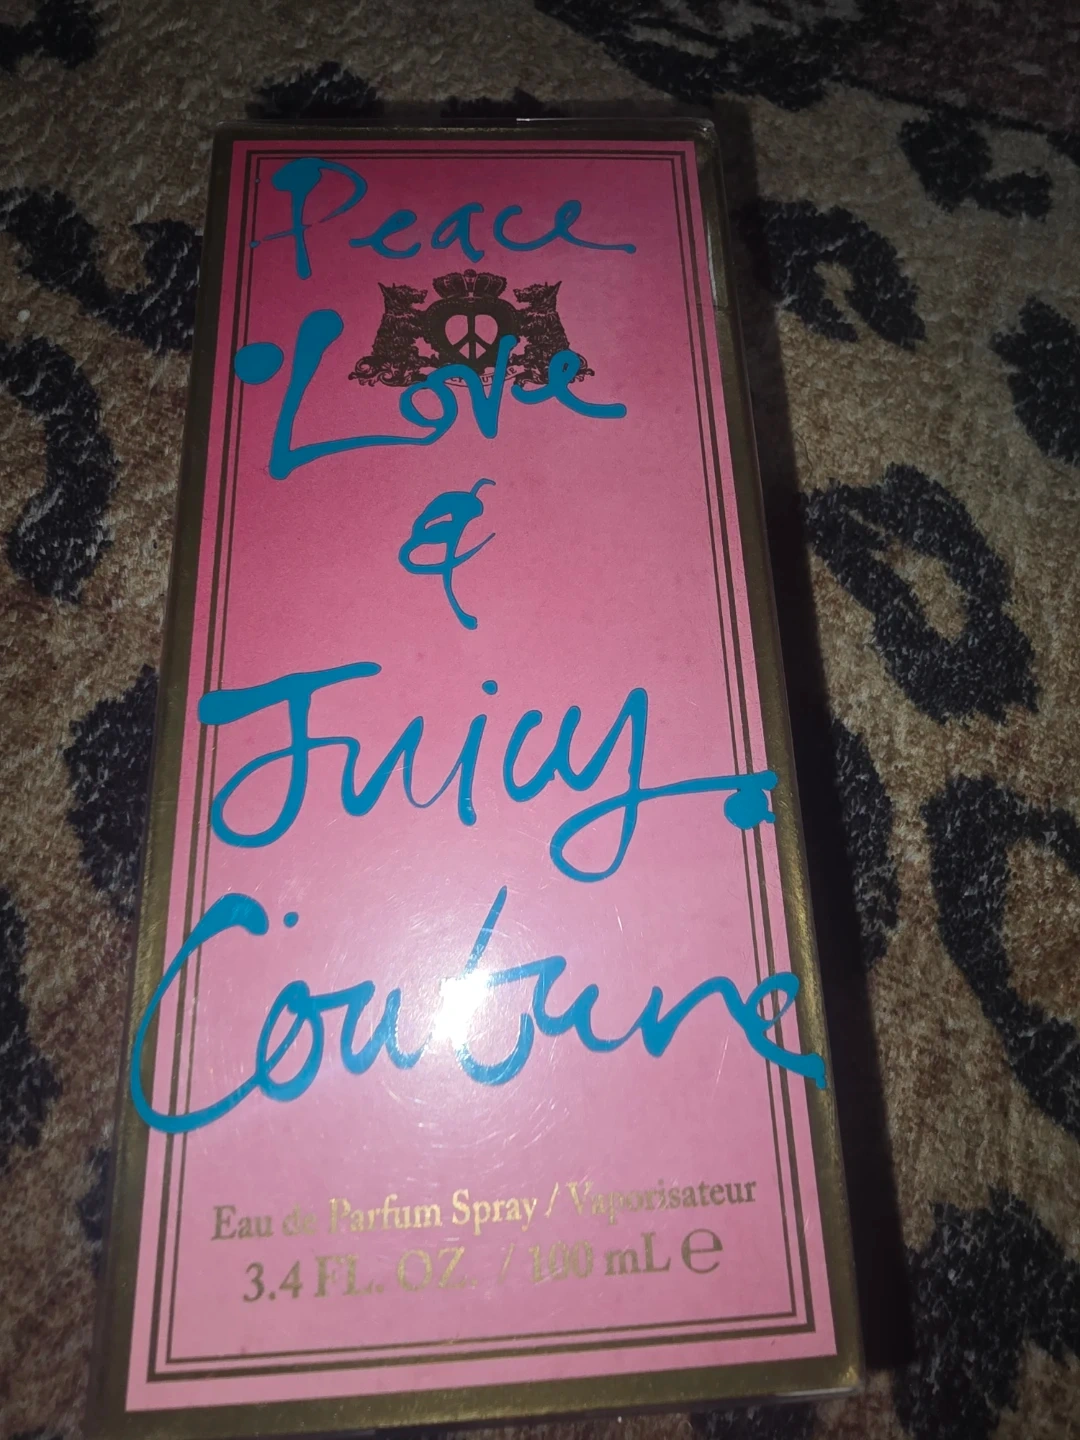 Peace
Love
&
Juicy
Couture
Eau de Parfum Spray / Vaporisateur
3.4 FL. OZ. / 100 mL ℮